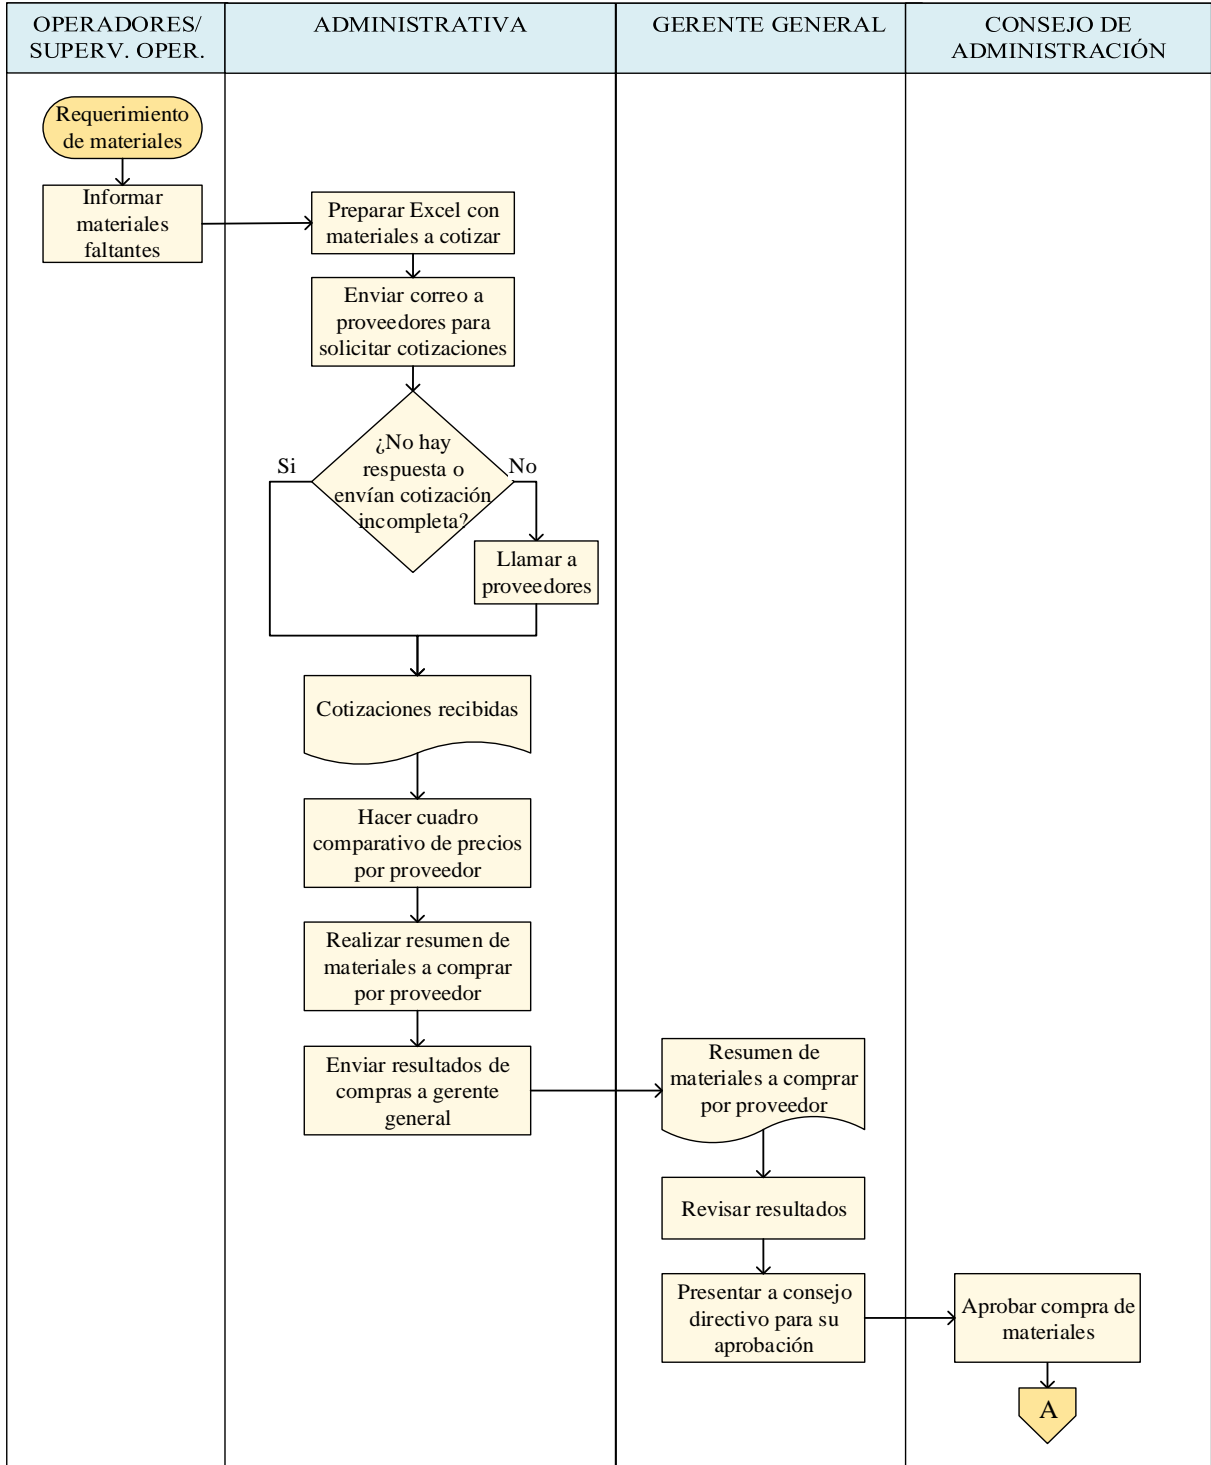 OPERADORES/
SUPERV. OPER.
ADMINISTRATIVA
GERENTE GENERAL
CONSEJO DE
ADMINISTRACIÓN
Requerimiento
de materiales
Informar
materiales
faltantes
Preparar Excel con
materiales a cotizar
Enviar correo a
proveedores para
solicitar cotizaciones
¿No hay
respuesta o
envían cotización
incompleta?
Si
No
Llamar a
proveedores
Cotizaciones recibidas
Hacer cuadro
comparativo de precios
por proveedor
Realizar resumen de
materiales a comprar
por proveedor
Enviar resultados de
compras a gerente
general
Resumen de
materiales a comprar
por proveedor
Revisar resultados
Presentar a consejo
directivo para su
aprobación
Aprobar compra de
materiales
A